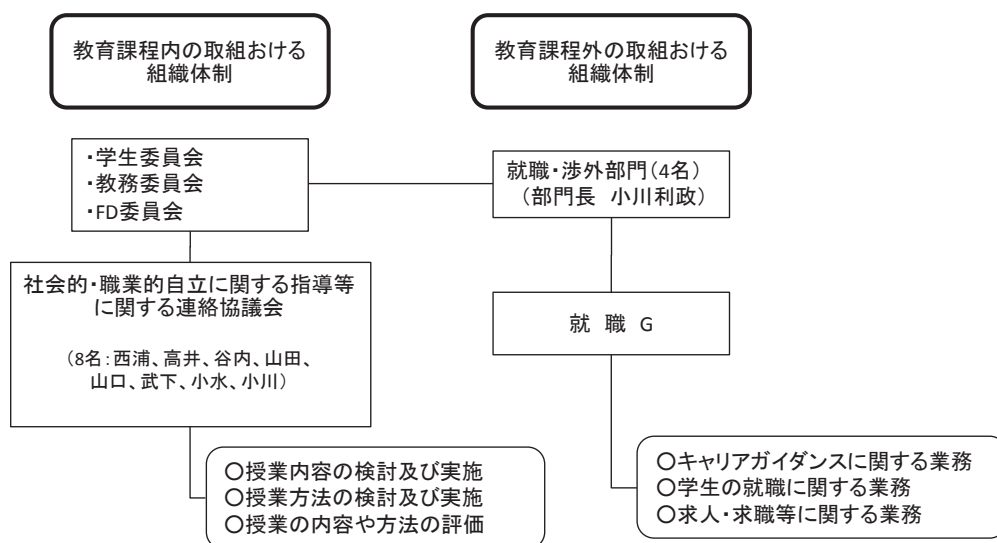 教育課程内の取組おける
組織体制
教育課程外の取組おける
組織体制
・学生委員会
・教務委員会
・FD委員会
就職・渉外部門(4名)
(部門長 小川利政)
社会的・職業的自立に関する指導等
に関する連絡協議会
(8名:西浦、高井、谷内、山田、
山口、武下、小水、小川)
就 職 G
○授業内容の検討及び実施
○授業方法の検討及び実施
○授業の内容や方法の評価
○キャリアガイダンスに関する業務
○学生の就職に関する業務
○求人・求職等に関する業務